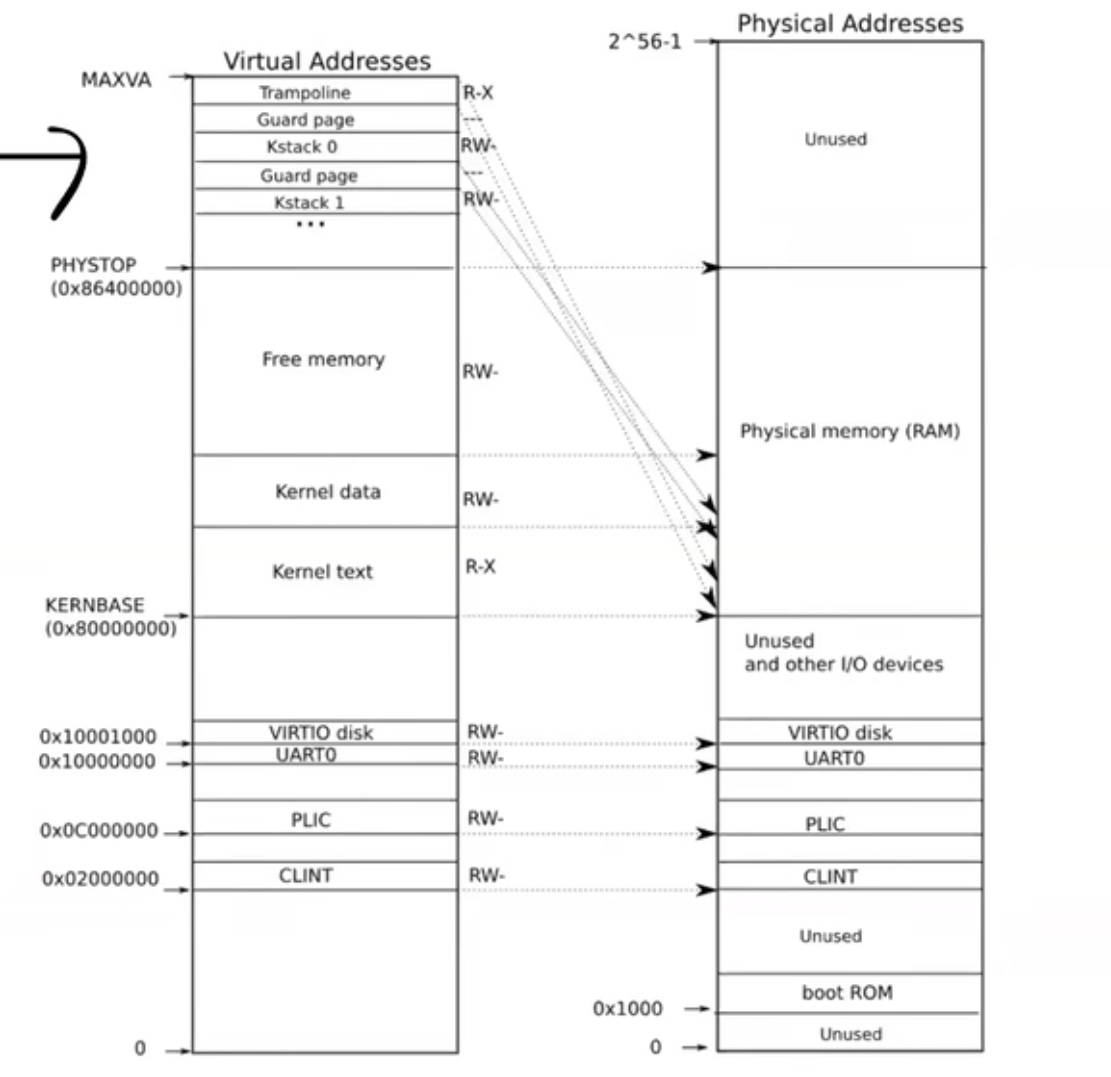 Physical Addresses
2^56-1
Virtual Addresses
MAXVA
Trampoline
R-X
Guard page
---
Unused
Kstack 0
RW-
Guard page
---
Kstack 1
RW-
...
PHYSTOP
(0x86400000)
Free memory
RW-
Physical memory (RAM)
Kernel data
RW-
Kernel text
R-X
KERNBASE
(0x80000000)
Unused
and other I/O devices
0x10001000
VIRTIO disk
RW-
VIRTIO disk
0x10000000
UART0
RW-
UART0
0x0C000000
PLIC
RW-
PLIC
0x02000000
CLINT
RW-
CLINT
Unused
boot ROM
0x1000
Unused
0
0